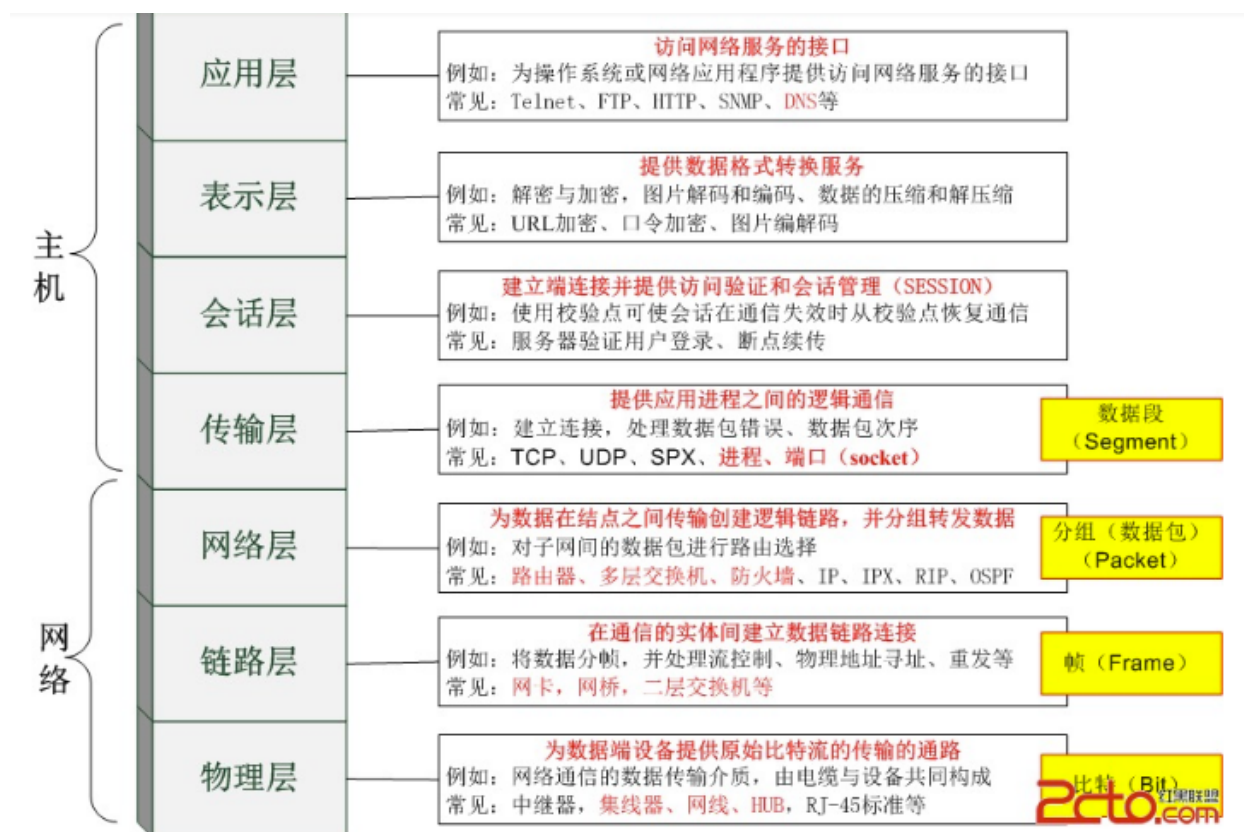 主机
应用层
访问网络服务的接口
例如：为操作系统或网络应用程序提供访问网络服务的接口
常见：Telnet、FTP、HTTP、SNMP、DNS等
表示层
提供数据格式转换服务
例如：解密与加密，图片解码和编码、数据的压缩和解压缩
常见：URL加密、口令加密、图片编解码
会话层
建立端连接并提供访问验证和会话管理（SESSION）
例如：使用校验点可使会话在通信失效时从校验点恢复通信
常见：服务器验证用户登录、断点续传
传输层
提供应用进程之间的逻辑通信
例如：建立连接，处理数据包错误、数据包次序
常见：TCP、UDP、SPX、进程、端口（socket）
数据段
（Segment）
网络
网络层
为数据在结点之间传输创建逻辑链路，并分组转发数据
例如：对子网间的数据包进行路由选择
常见：路由器、多层交换机、防火墙、IP、IPX、RIP、OSPF
分组（数据包）
（Packet）
链路层
在通信的实体间建立数据链路连接
例如：将数据分帧，并处理流控制、物理地址寻址、重发等
常见：网卡，网桥，二层交换机等
帧（Frame）
物理层
为数据端设备提供原始比特流的传输的通路
例如：网络通信的数据传输介质，由电缆与设备共同构成
常见：中继器，集线器、网线、HUB，RJ-45标准等
比特（Bit）
2cto.com
红黑联盟